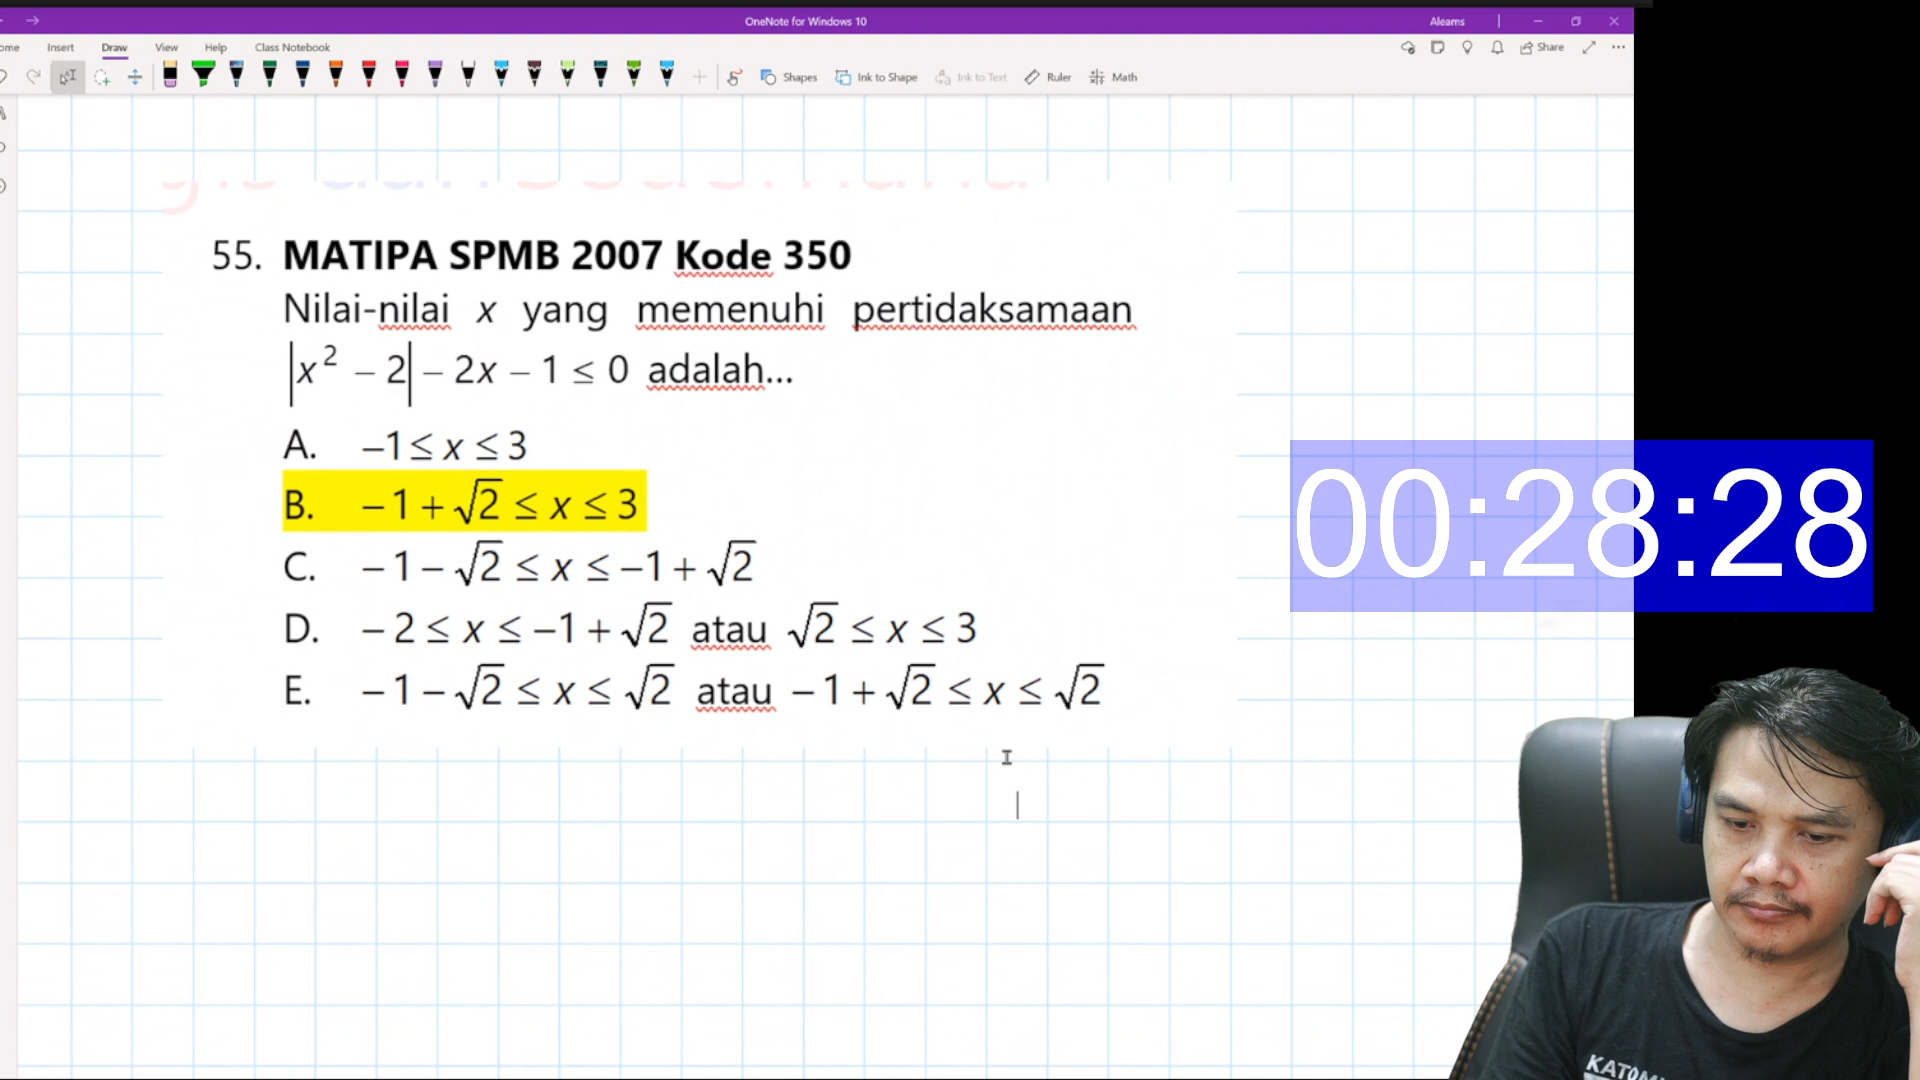 OneNote for Windows 10
Aleams
Insert Draw View Help Class Notebook
Share
Shapes Ink to Shape Ink to Text Ruler Math
55. MATIPA SPMB 2007 Kode 350
Nilai-nilai x yang memenuhi pertidaksamaan
|x² − 2| − 2x − 1 ≤ 0 adalah...
A. −1 ≤ x ≤ 3
B. −1 + √2 ≤ x ≤ 3
C. −1 − √2 ≤ x ≤ −1 + √2
D. −2 ≤ x ≤ −1 + √2 atau √2 ≤ x ≤ 3
E. −1 − √2 ≤ x ≤ √2 atau −1 + √2 ≤ x ≤ √2
00:28:28